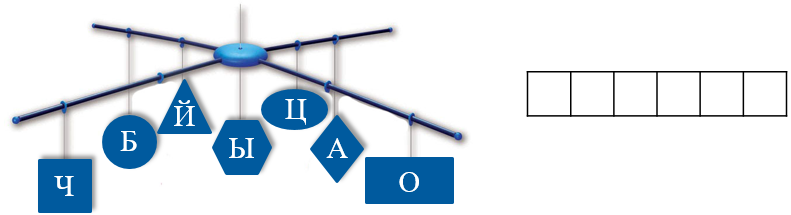 Ч Б Й Ы Ц А О